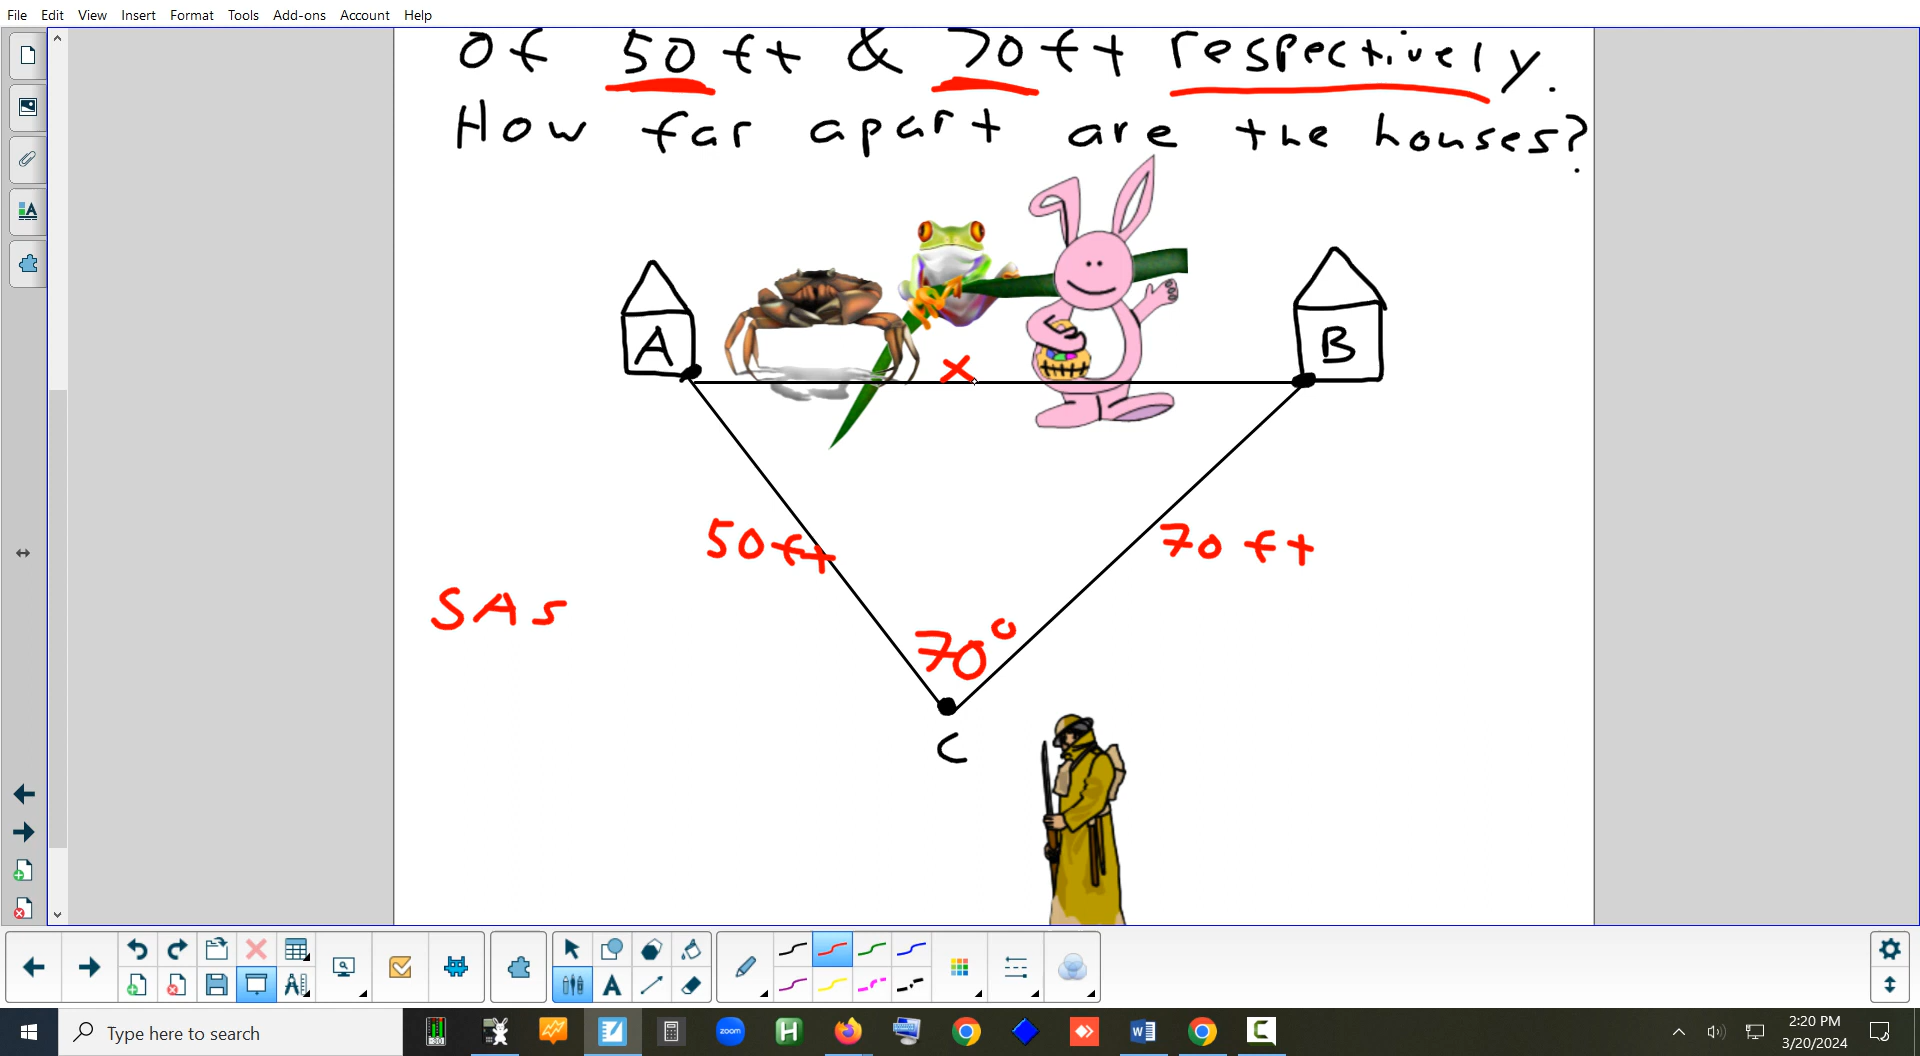 File Edit View Insert Format Tools Add-ons Account Help
of 50 ft & 70 ft respectively.
How far apart are the houses?
A
B
x
50 ft
70 ft
SAS
70°
C
Type here to search
zoom
2:20 PM
3/20/2024